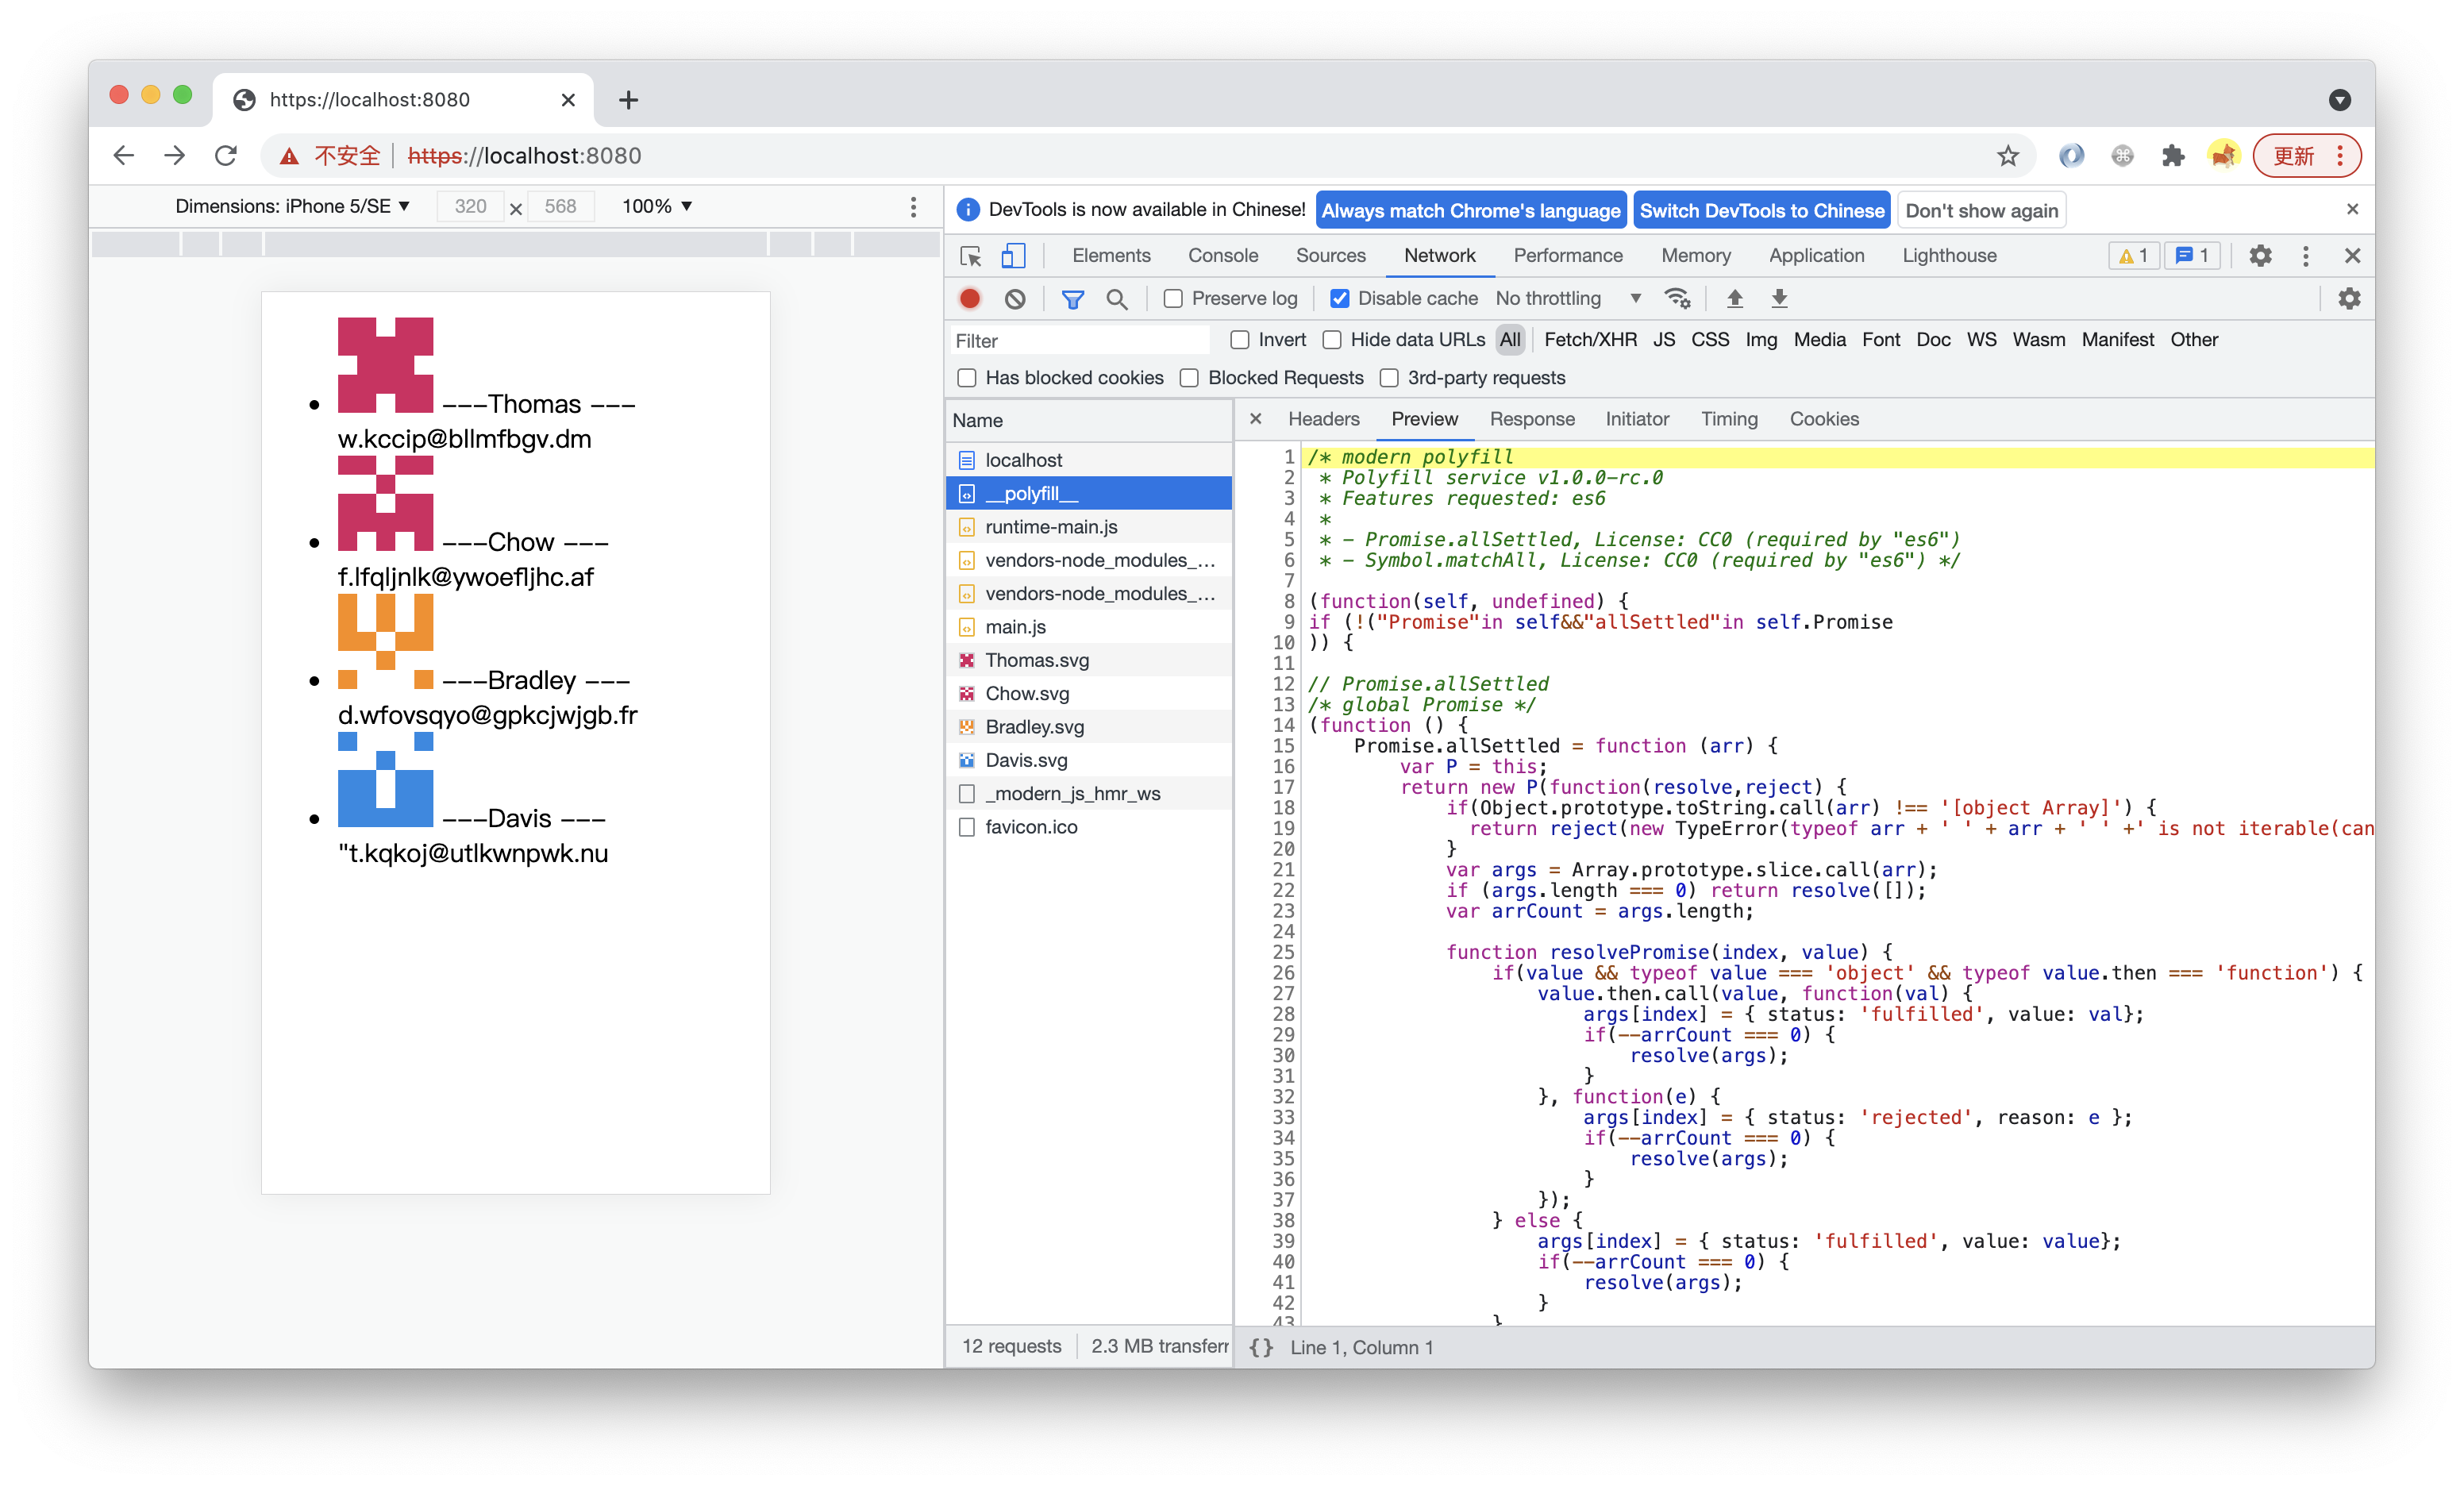 https://localhost:8080
不安全 https://localhost:8080
更新
Dimensions: iPhone 5/SE ▼ 320 × 568 100% ▼
DevTools is now available in Chinese! Always match Chrome's language Switch DevTools to Chinese Don't show again
Elements Console Sources Network Performance Memory Application Lighthouse 1 1
Preserve log Disable cache No throttling ▼
Filter Invert Hide data URLs All Fetch/XHR JS CSS Img Media Font Doc WS Wasm Manifest Other
Has blocked cookies Blocked Requests 3rd-party requests
• ---Thomas ---
w.kccip@bllmfbgv.dm
• ---Chow ---
f.lfqljnlk@ywoefljhc.af
• ---Bradley ---
d.wfovsqyo@gpkcjwjgb.fr
• ---Davis ---
"t.kqkoj@utlkwnpwk.nu
Name
localhost
__polyfill__
runtime-main.js
vendors-node_modules_...
vendors-node_modules_...
main.js
Thomas.svg
Chow.svg
Bradley.svg
Davis.svg
_modern_js_hmr_ws
favicon.ico
12 requests 2.3 MB transferr
Headers Preview Response Initiator Timing Cookies
1 /* modern polyfill
2 * Polyfill service v1.0.0-rc.0
3 * Features requested: es6
4 *
5 * - Promise.allSettled, License: CC0 (required by "es6")
6 * - Symbol.matchAll, License: CC0 (required by "es6") */
7
8 (function(self, undefined) {
9 if (!("Promise"in self&&"allSettled"in self.Promise
10 )) {
11
12 // Promise.allSettled
13 /* global Promise */
14 (function () {
15 Promise.allSettled = function (arr) {
16 var P = this;
17 return new P(function(resolve,reject) {
18 if(Object.prototype.toString.call(arr) !== '[object Array]') {
19 return reject(new TypeError(typeof arr + ' ' + arr + ' ' +' is not iterable(can
20 }
21 var args = Array.prototype.slice.call(arr);
22 if (args.length === 0) return resolve([]);
23 var arrCount = args.length;
24
25 function resolvePromise(index, value) {
26 if(value && typeof value === 'object' && typeof value.then === 'function') {
27 value.then.call(value, function(val) {
28 args[index] = { status: 'fulfilled', value: val};
29 if(--arrCount === 0) {
30 resolve(args);
31 }
32 }, function(e) {
33 args[index] = { status: 'rejected', reason: e };
34 if(--arrCount === 0) {
35 resolve(args);
36 }
37 });
38 } else {
39 args[index] = { status: 'fulfilled', value: value};
40 if(--arrCount === 0) {
41 resolve(args);
42 }
43 }
{} Line 1, Column 1